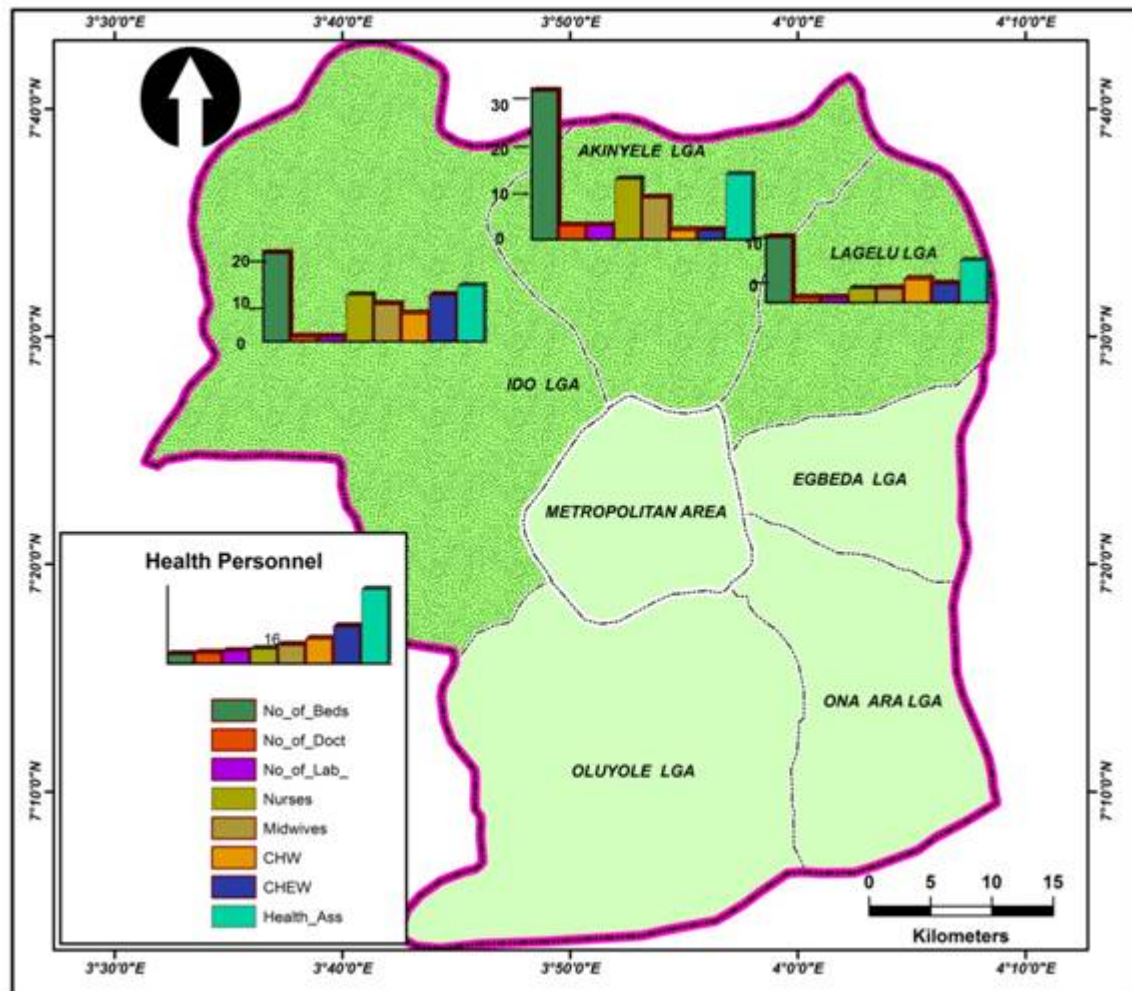 3°30'0"E 3°40'0"E 3°50'0"E 4°0'0"E 4°10'0"E
7°40'0"N
7°40'0"N
30
20
10
0
AKINYELE LGA
10
0
LAGELU LGA
20
10
0
7°30'0"N
7°30'0"N
IDO LGA
EGBEDA LGA
METROPOLITAN AREA
7°20'0"N
7°20'0"N
Health Personnel
16
No_of_Beds
No_of_Doct
No_of_Lab_
Nurses
Midwives
CHW
CHEW
Health_Ass
ONA ARA LGA
OLUYOLE LGA
7°10'0"N
7°10'0"N
0 5 10 15
Kilometers
3°30'0"E 3°40'0"E 3°50'0"E 4°0'0"E 4°10'0"E